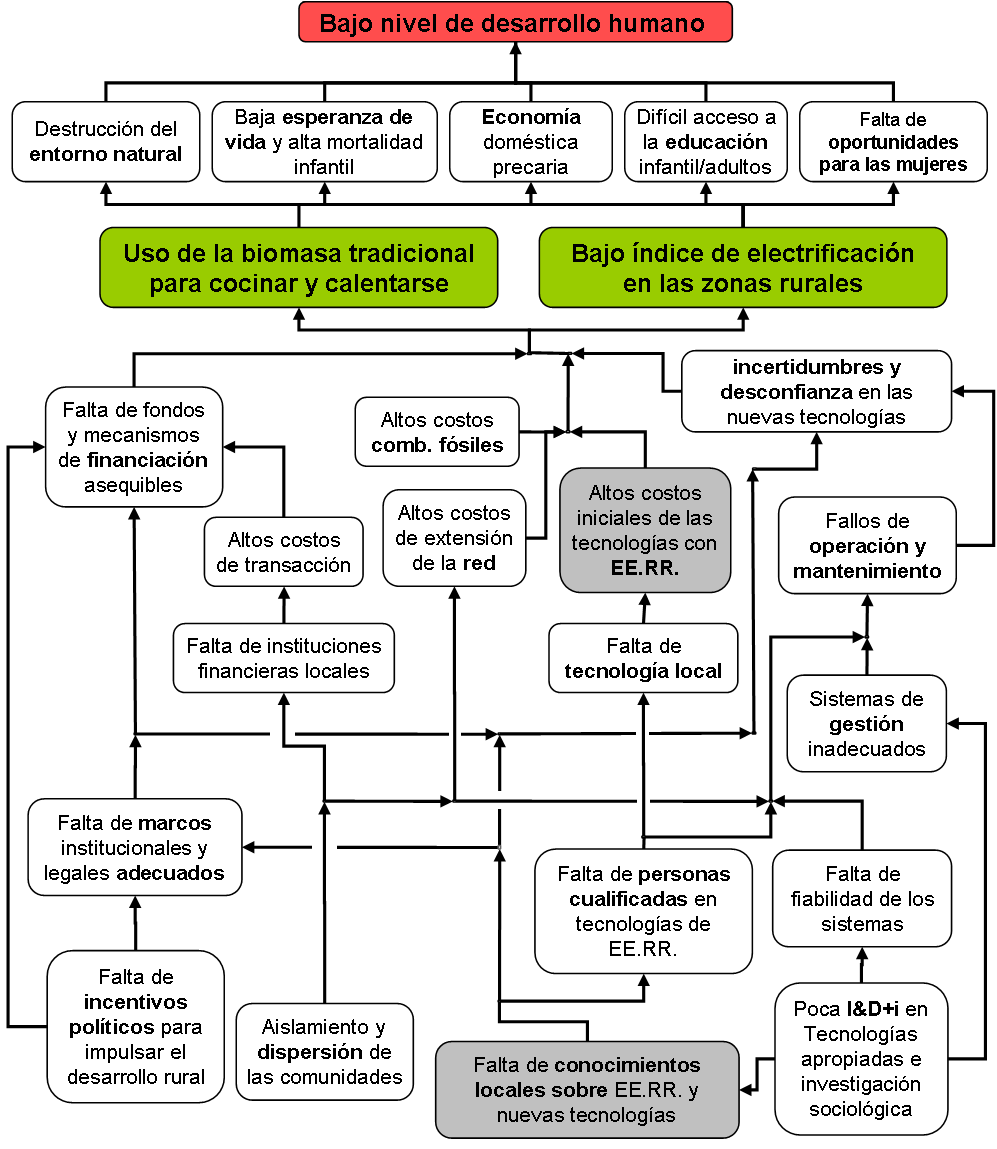 Bajo nivel de desarrollo humano
Destrucción del
entorno natural
Baja esperanza de
vida y alta mortalidad
infantil
Economía
doméstica
precaria
Difícil acceso a
la educación
infantil/adultos
Falta de
oportunidades
para las mujeres
Uso de la biomasa tradicional
para cocinar y calentarse
Bajo índice de electrificación
en las zonas rurales
Falta de fondos
y mecanismos
de financiación
asequibles
Altos costos
comb. fósiles
incertidumbres y
desconfianza en las
nuevas tecnologías
Altos costos
de transacción
Altos costos
de extensión
de la red
Altos costos
iniciales de las
tecnologías con
EE.RR.
Fallos de
operación y
mantenimiento
Falta de instituciones
financieras locales
Falta de
tecnología local
Sistemas de
gestión
inadecuados
Falta de marcos
institucionales y
legales adecuados
Falta de personas
cualificadas en
tecnologías de
EE.RR.
Falta de
fiabilidad de los
sistemas
Falta de
incentivos
políticos para
impulsar el
desarrollo rural
Aislamiento y
dispersión de
las comunidades
Falta de conocimientos
locales sobre EE.RR. y
nuevas tecnologías
Poca I&D+i en
Tecnologías
apropiadas e
investigación
sociológica